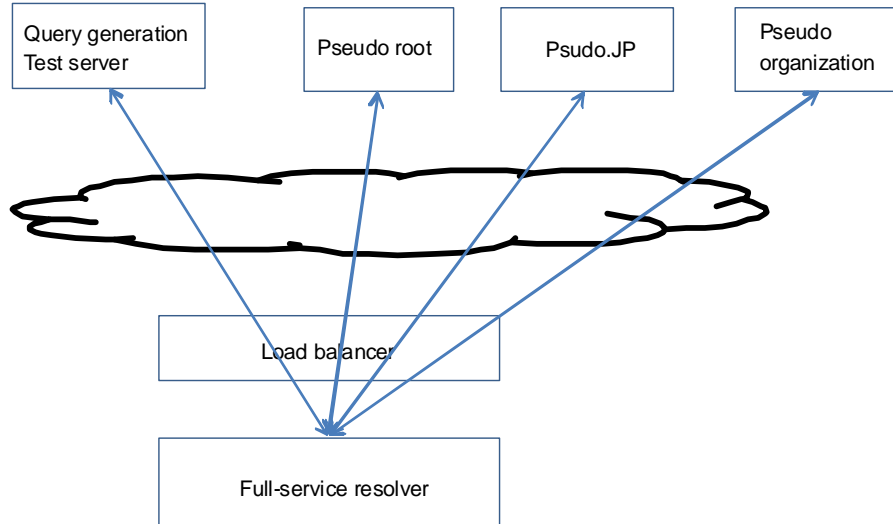 Query generation
Test server
Pseudo root
Psudo.JP
Pseudo
organization
Load balancer
Full-service resolver